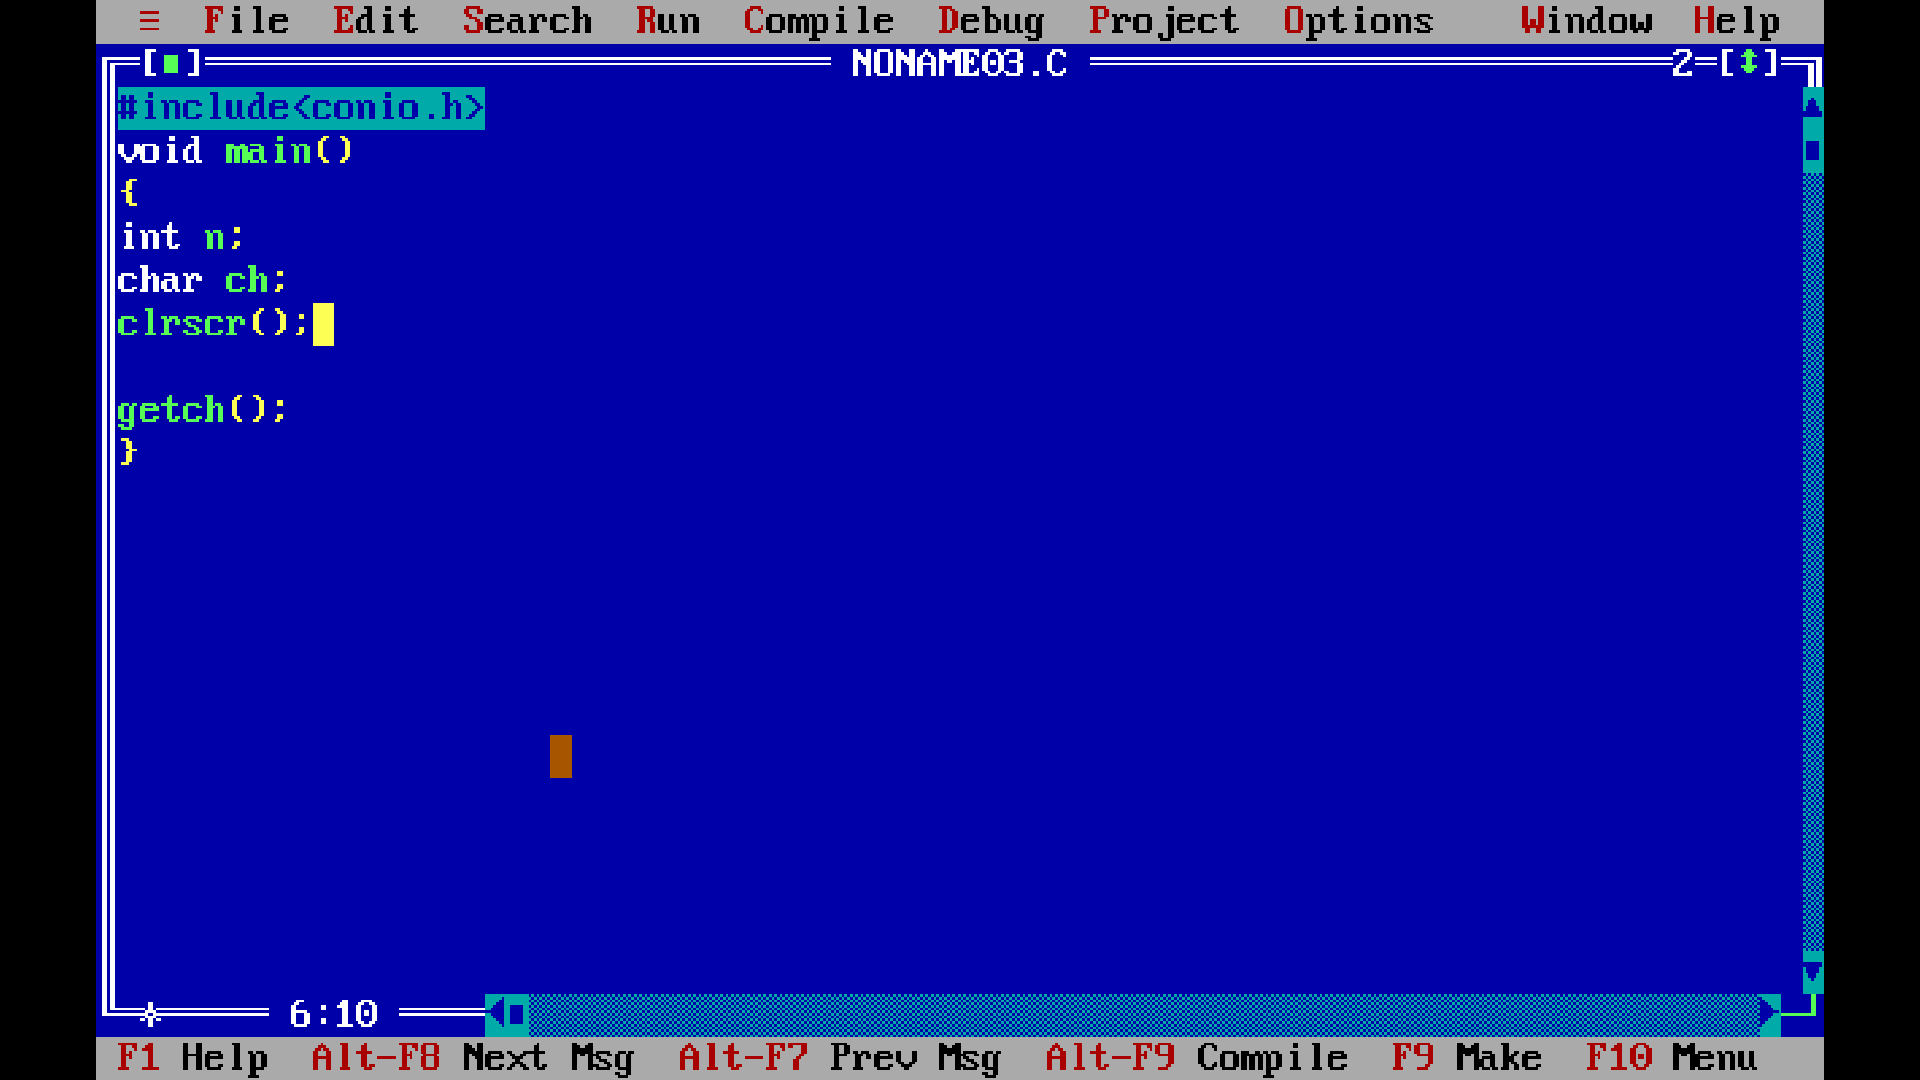 ≡ File Edit Search Run Compile Debug Project Options Window Help
[■] NONAME03.C 2=[↕]
#include<conio.h>
void main()
{
int n;
char ch;
clrscr();
getch();
}
* 6:10
F1 Help Alt-F8 Next Msg Alt-F7 Prev Msg Alt-F9 Compile F9 Make F10 Menu